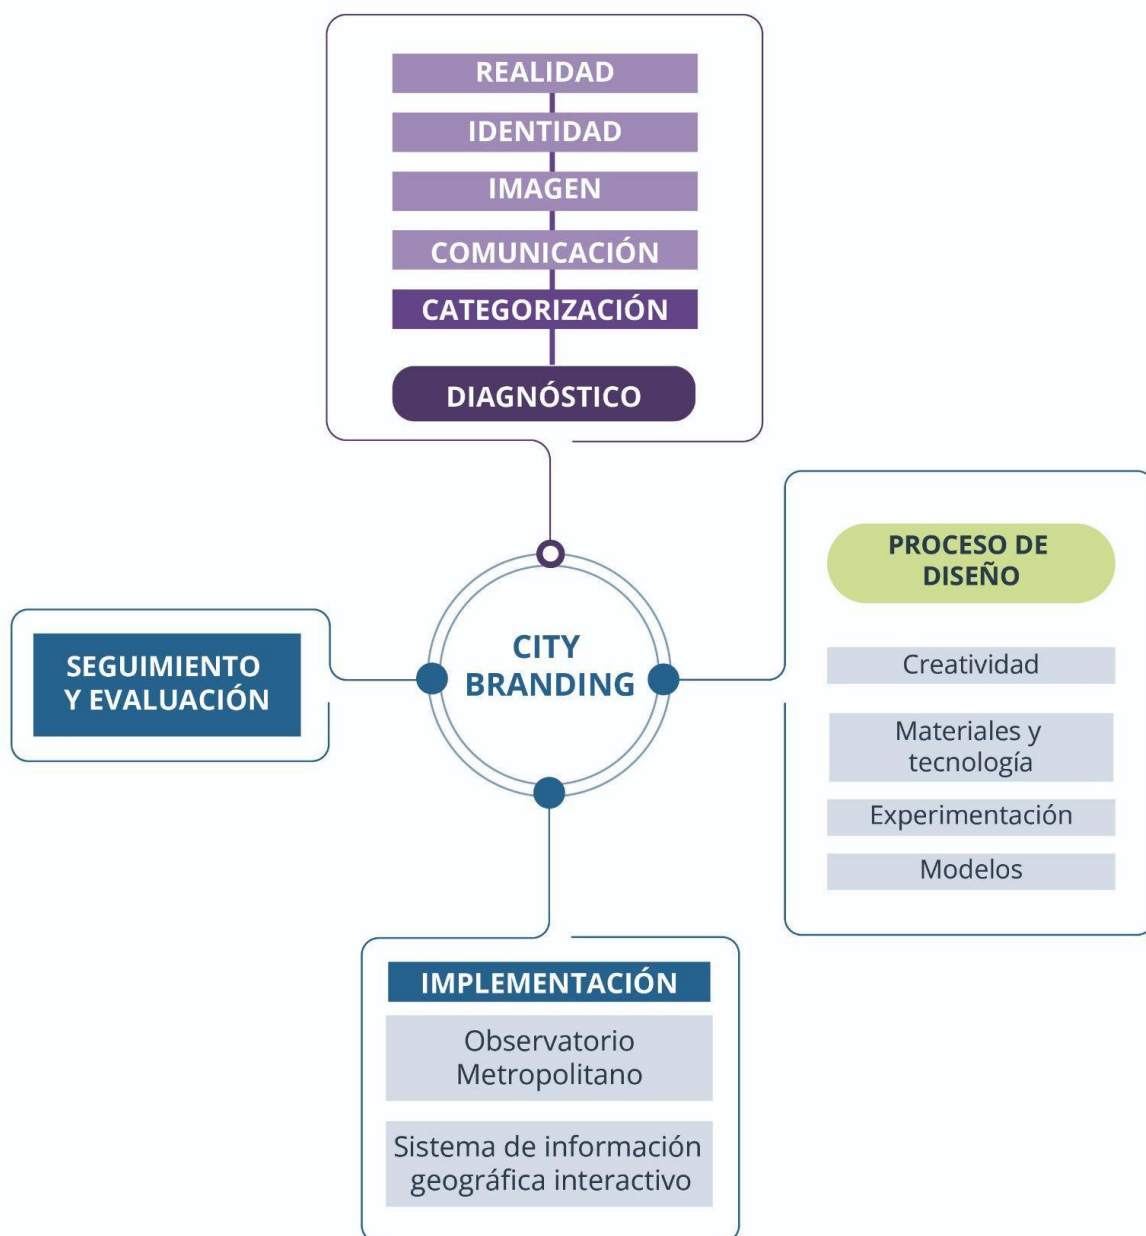 REALIDAD
IDENTIDAD
IMAGEN
COMUNICACIÓN
CATEGORIZACIÓN
DIAGNÓSTICO
PROCESO DE
DISEÑO
Creatividad
Materiales y
tecnología
Experimentación
Modelos
CITY
BRANDING
SEGUIMIENTO
Y EVALUACIÓN
IMPLEMENTACIÓN
Observatorio
Metropolitano
Sistema de información
geográfica interactivo